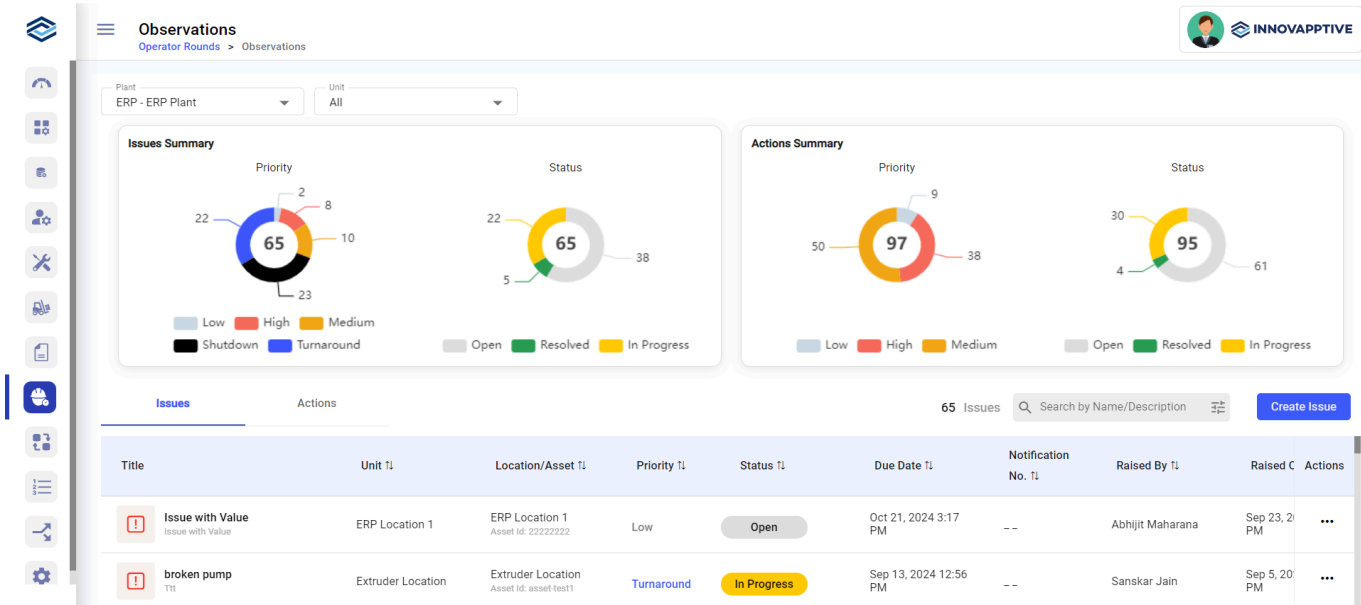 Observations
Operator Rounds > Observations
INNOVAPPTIVE
Plant
ERP - ERP Plant
Unit
All
Issues Summary
Priority
2
8
10
23
22
65
Low High Medium
Shutdown Turnaround
Status
22
5
38
65
Open Resolved In Progress
Actions Summary
Priority
9
38
50
97
Low High Medium
Status
30
4
61
95
Open Resolved In Progress
Issues Actions
65 Issues
Search by Name/Description
Create Issue
Title Unit ↑↓ Location/Asset ↑↓ Priority ↑↓ Status ↑↓ Due Date ↑↓ Notification No. ↑↓ Raised By ↑↓ Raised Actions
Issue with Value
Issue with Value
ERP Location 1
ERP Location 1
Asset Id: 22222222
Low
Open
Oct 21, 2024 3:17
PM
_ _
Abhijit Maharana
Sep 23, 
PM
...
broken pump
Ttt
Extruder Location
Extruder Location
Asset Id: asset-test1
Turnaround
In Progress
Sep 13, 2024 12:56
PM
_ _
Sanskar Jain
Sep 5, 
PM
...